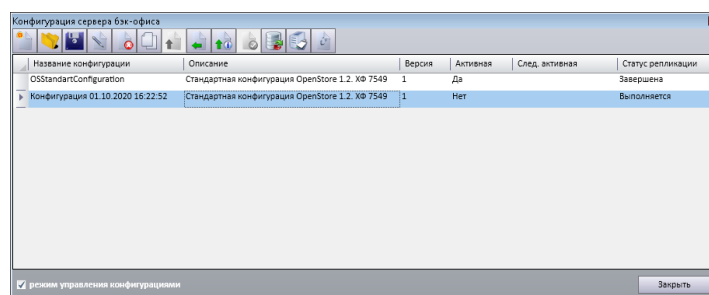 Конфигурация сервера бэк-офиса
Название конфигурации Описание Версия Активная След. активная Статус репликации
OSStandartConfiguration Стандартная конфигурация OpenStore 1.2. ХФ 7549 1 Да Завершена
Конфигурация 01.10.2020 16:22:52 Стандартная конфигурация OpenStore 1.2. ХФ 7549 1 Нет Выполняется
режим управления конфигурациями Закрыть